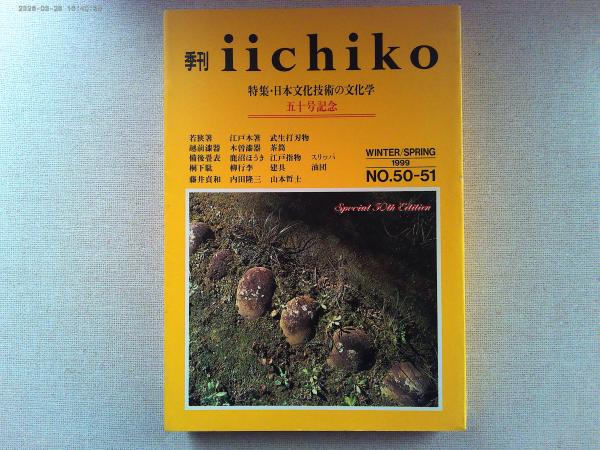 2026-03-28 16:40:39
季刊 iichiko
特集・日本文化技術の文化学
五十号記念
若狭箸 江戸木箸 武生打刃物
越前漆器 木曽漆器 茶筒
備後畳表 鹿沼ほうき 江戸指物 スリッパ
桐下駄 柳行李 建具 油団
藤井貞和 内田隆三 山本哲士
WINTER/SPRING
1999
NO.50-51
Special 50th Edition